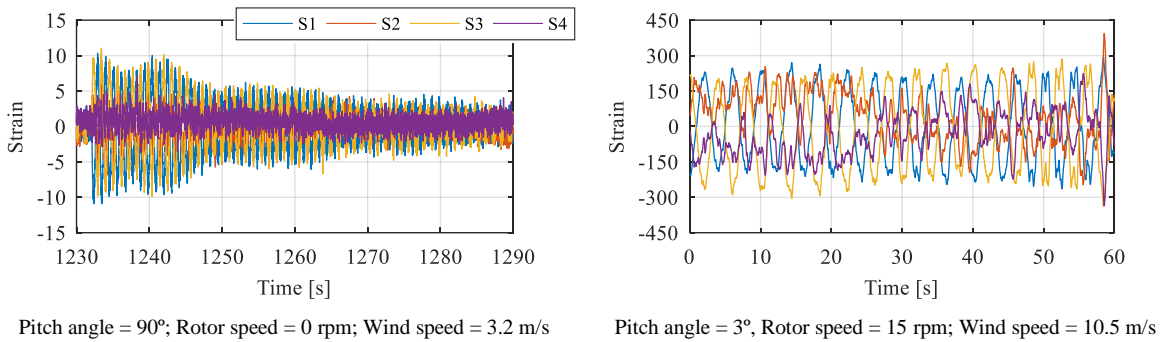 S1 S2 S3 S4
15
10
5
0
-5
-10
-15
Strain
1230 1240 1250 1260 1270 1280 1290
Time [s]
Pitch angle = 90º; Rotor speed = 0 rpm; Wind speed = 3.2 m/s
450
300
150
0
-150
-300
-450
Strain
0 10 20 30 40 50 60
Time [s]
Pitch angle = 3º, Rotor speed = 15 rpm; Wind speed = 10.5 m/s